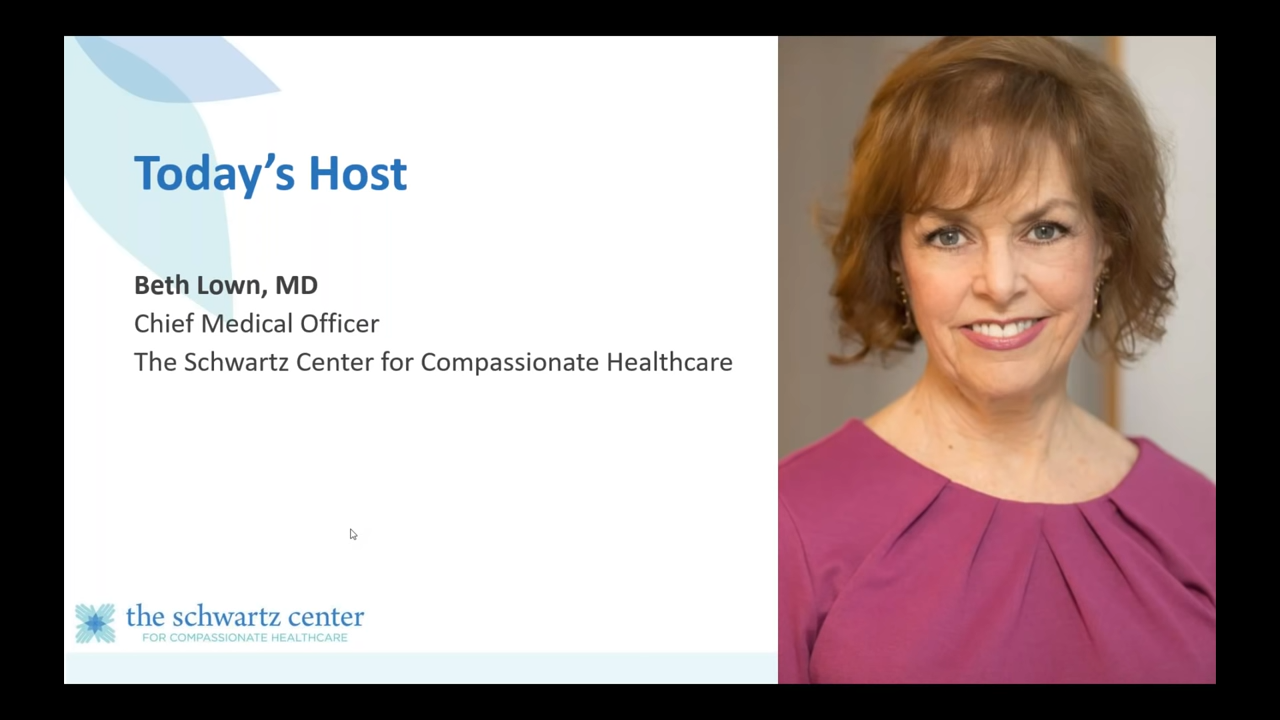 Today’s Host
Beth Lown, MD
Chief Medical Officer
The Schwartz Center for Compassionate Healthcare
the schwartz center
FOR COMPASSIONATE HEALTHCARE